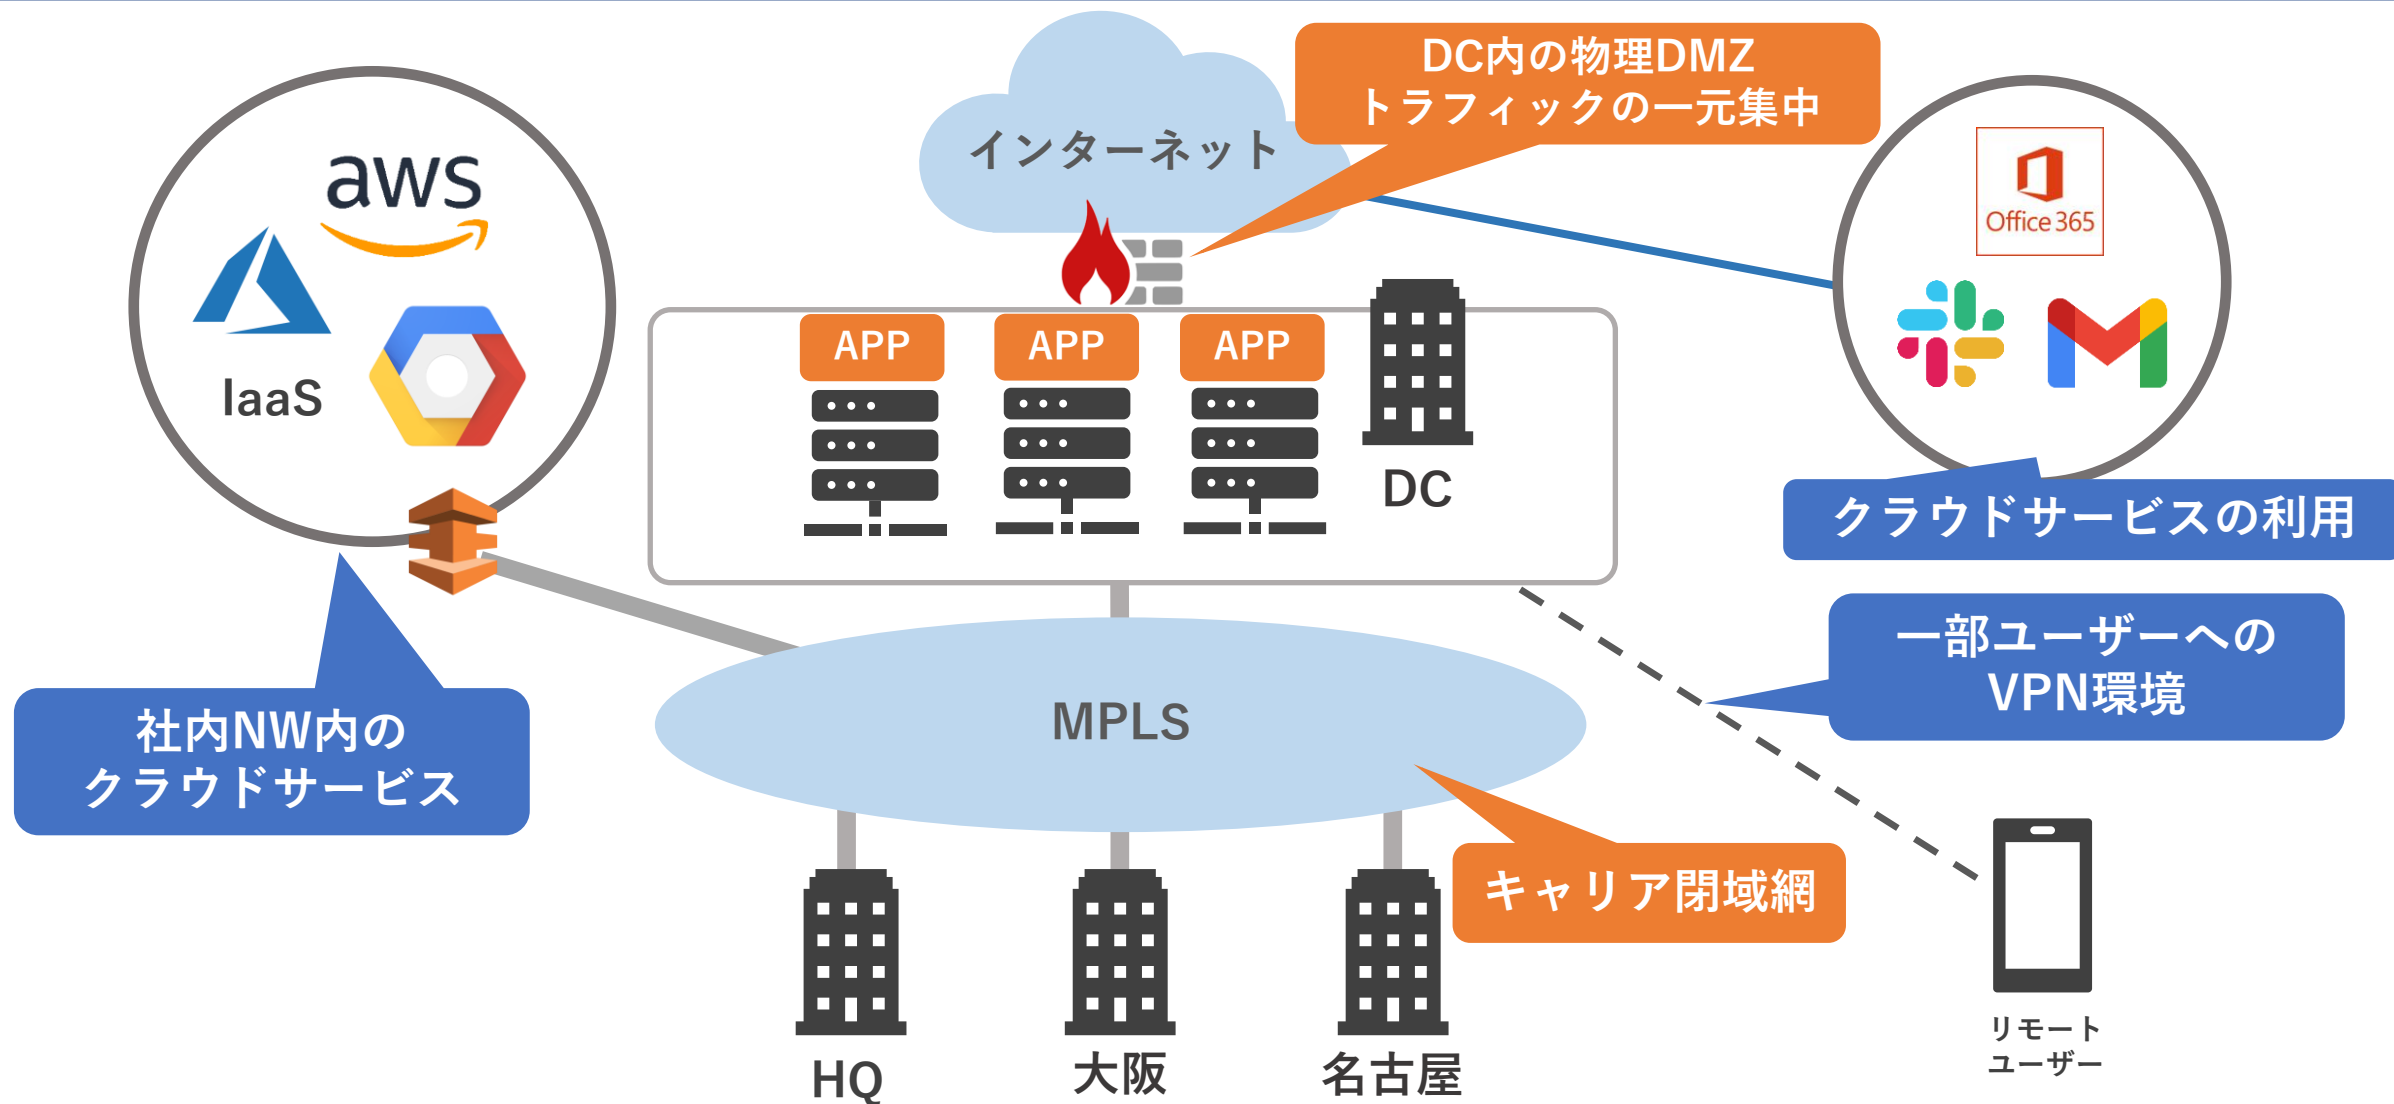 DC内の物理DMZ
トラフィックの一元集中
インターネット
aws
IaaS
Office 365
APP
APP
APP
DC
クラウドサービスの利用
一部ユーザーへの
VPN環境
社内NW内の
クラウドサービス
MPLS
キャリア閉域網
HQ
大阪
名古屋
リモート
ユーザー